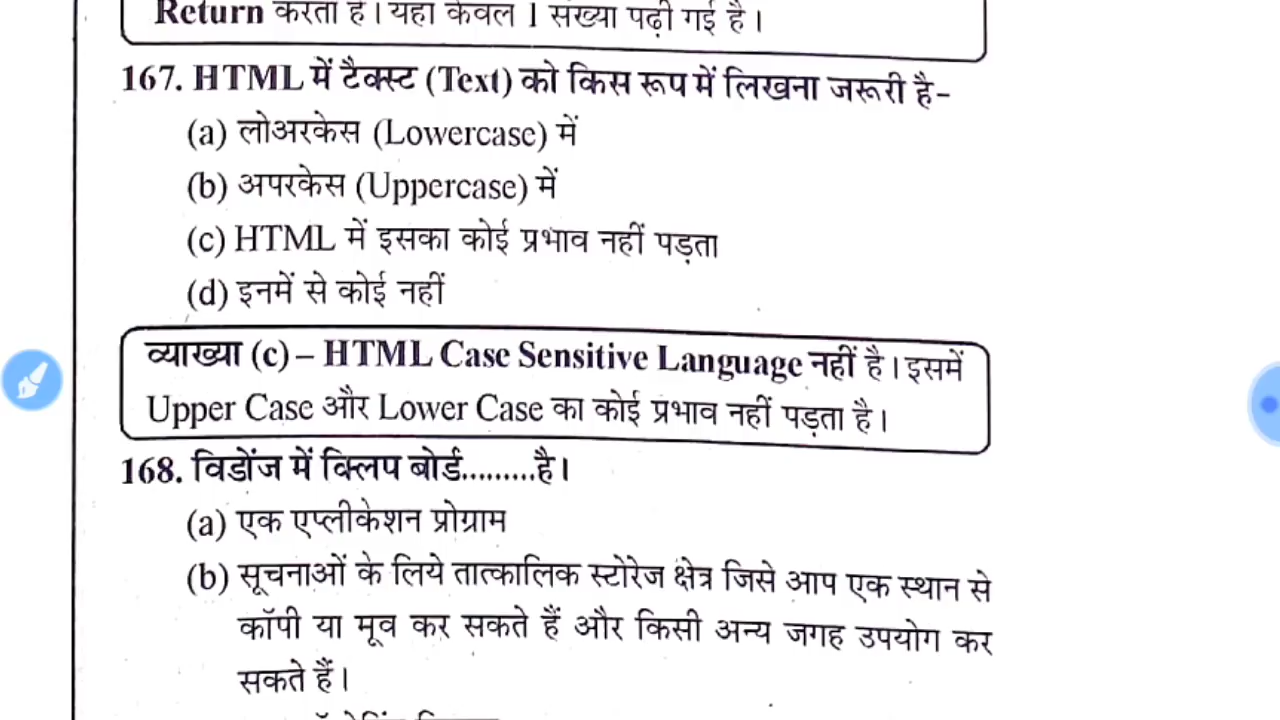 Return करता है। यहाँ केवल 1 संख्या पढ़ी गई है।
167. HTML में टैक्स्ट (Text) को किस रूप में लिखना जरूरी है-
(a) लोअरकेस (Lowercase) में
(b) अपरकेस (Uppercase) में
(c) HTML में इसका कोई प्रभाव नहीं पड़ता
(d) इनमें से कोई नहीं
व्याख्या (c) – HTML Case Sensitive Language नहीं है। इसमें
Upper Case और Lower Case का कोई प्रभाव नहीं पड़ता है।
168. विडोंज में क्लिप बोर्ड.........है।
(a) एक एप्लीकेशन प्रोग्राम
(b) सूचनाओं के लिये तात्कालिक स्टोरेज क्षेत्र जिसे आप एक स्थान से
कॉपी या मूव कर सकते हैं और किसी अन्य जगह उपयोग कर
सकते हैं।